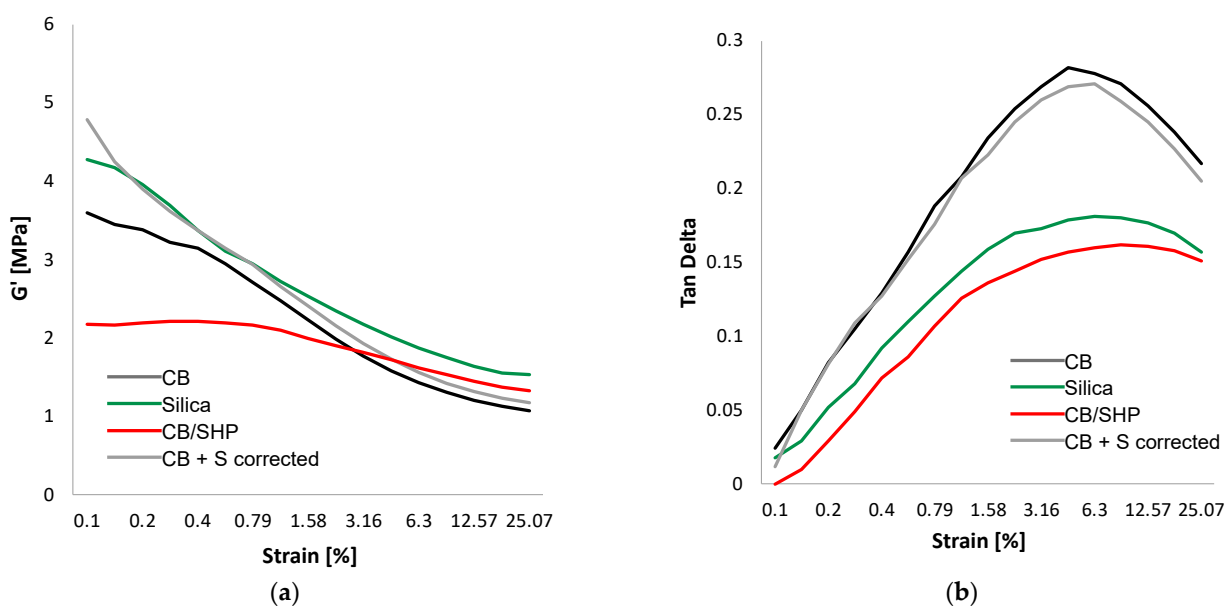 6
5
4
3
2
1
0
G' [MPa]
CB
Silica
CB/SHP
CB + S corrected
0.1 0.2 0.4 0.79 1.58 3.16 6.3 12.57 25.07
Strain [%]
(a)
0.3
0.25
0.2
0.15
0.1
0.05
0
Tan Delta
CB
Silica
CB/SHP
CB + S corrected
0.1 0.2 0.4 0.79 1.58 3.16 6.3 12.57 25.07
Strain [%]
(b)